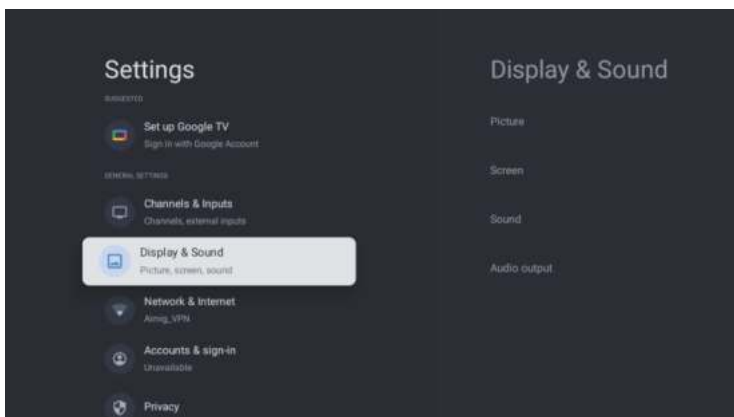 Settings
SUGGESTED
Set up Google TV
Sign in with Google Account
GENERAL SETTINGS
Channels & Inputs
Channels, external inputs
Display & Sound
Picture, screen, sound
Network & Internet
Aimig_VPN
Accounts & sign-in
Unavailable
Privacy
Display & Sound
Picture
Screen
Sound
Audio output